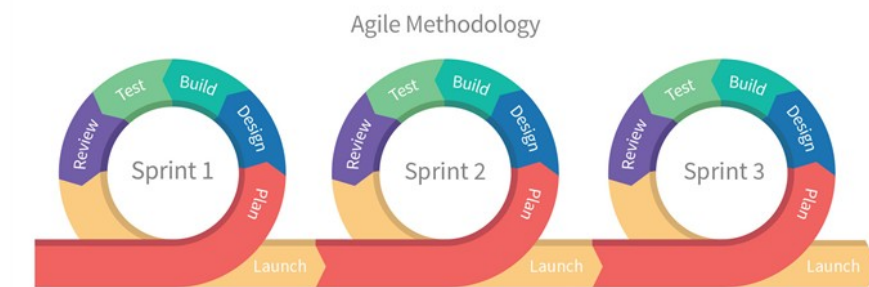 Agile Methodology
Review
Test
Build
Design
Plan
Sprint 1
Launch
Review
Test
Build
Design
Plan
Sprint 2
Launch
Review
Test
Build
Design
Plan
Sprint 3
Launch